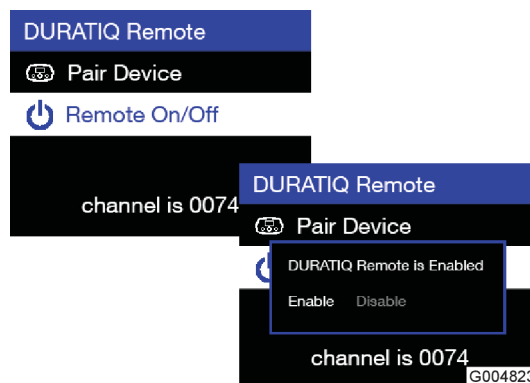 DURATIQ Remote
Pair Device
Remote On/Off
channel is 0074
DURATIQ Remote
Pair Device
DURATIQ Remote is Enabled
Enable Disable
channel is 0074
G004823